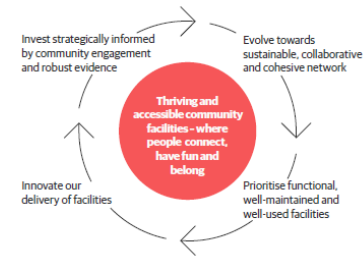 Invest strategically informed
by community engagement
and robust evidence
Evolve towards
sustainable, collaborative
and cohesive network
Thriving and
accessible community
facilities – where
people connect,
have fun and
belong
Innovate our
delivery of facilities
Prioritise functional,
well-maintained and
well-used facilities